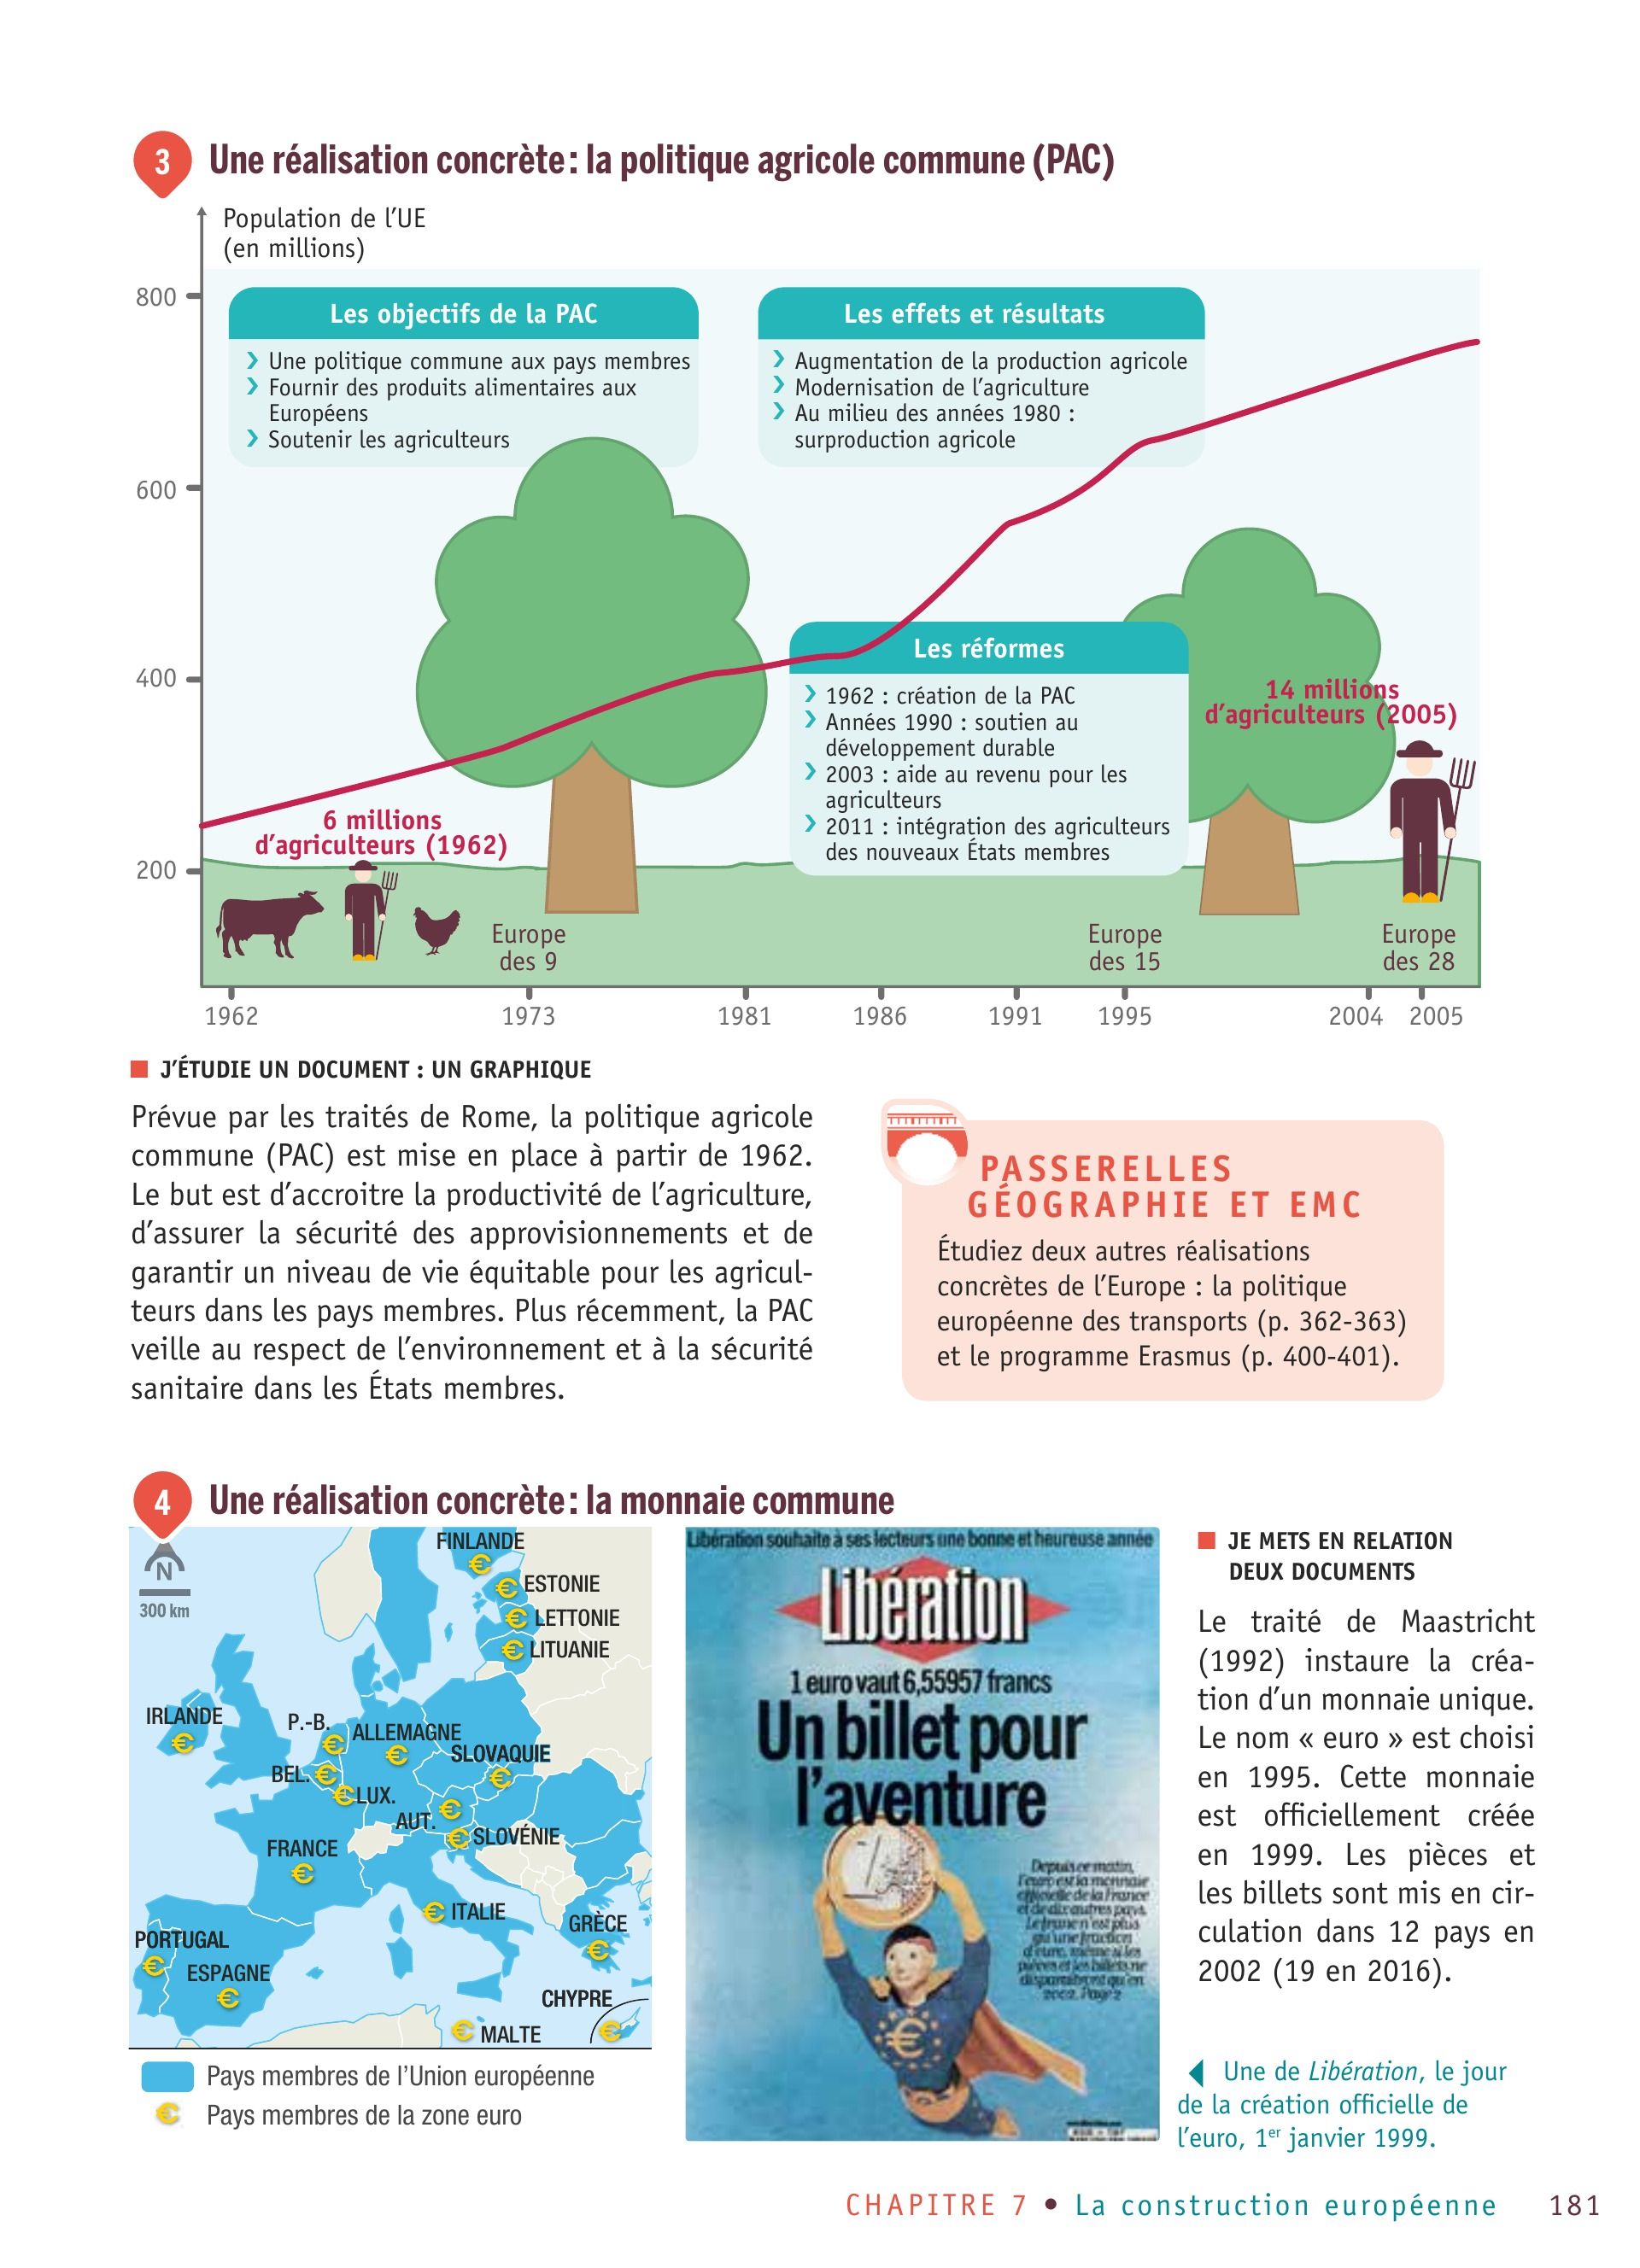 3
Une réalisation concrète : la politique agricole commune (PAC)
Population de l'UE
(en millions)
800
600
400
200
Les objectifs de la PAC
Une politique commune aux pays membres
Fournir des produits alimentaires aux
Européens
Soutenir les agriculteurs
Les effets et résultats
Augmentation de la production agricole
Modernisation de l'agriculture
Au milieu des années 1980 :
surproduction agricole
Les réformes
1962 : création de la PAC
Années 1990 : soutien au
développement durable
2003 : aide au revenu pour les
agriculteurs
2011 : intégration des agriculteurs
des nouveaux États membres
14 millions
d'agriculteurs (2005)
6 millions
d'agriculteurs (1962)
Europe
des 9
Europe
des 15
Europe
des 28
1962
1973
1981
1986
1991
1995
2004
2005
J'ÉTUDIE UN DOCUMENT : UN GRAPHIQUE
Prévue par les traités de Rome, la politique agricole
commune (PAC) est mise en place à partir de 1962.
Le but est d'accroitre la productivité de l'agriculture,
d'assurer la sécurité des approvisionnements et de
garantir un niveau de vie équitable pour les agricul-
teurs dans les pays membres. Plus récemment, la PAC
veille au respect de l'environnement et à la sécurité
sanitaire dans les États membres.
PASSERELLES
GÉOGRAPHIE ET EMC
Étudiez deux autres réalisations
concrètes de l'Europe : la politique
européenne des transports (p. 362-363)
et le programme Erasmus (p. 400-401).
4
Une réalisation concrète : la monnaie commune
N
300 km
FINLANDE
€
€ ESTONIE
€ LETTONIE
€ LITUANIE
IRLANDE
€
P.-B.
€
ALLEMAGNE
€
SLOVAQUIE
€
BEL. €
€ LUX.
AUT. €
€ SLOVÉNIE
FRANCE
€
€ ITALIE
GRÈCE
€
PORTUGAL
€
ESPAGNE
€
CHYPRE
€
€ MALTE
Pays membres de l'Union européenne
€ Pays membres de la zone euro
Libération souhaite à ses lecteurs une bonne et heureuse année
Libération
1 euro vaut 6,55957 francs
Un billet pour
l'aventure
1
Depuis ce matin,
l'euro est la monnaie
officielle de la France
et de dix autres pays.
Le franc n'est plus
qu'une fraction
d'euro, même si les
pièces et les billets ne
disparaîtront qu'en
2002. Page 2
€
JE METS EN RELATION
DEUX DOCUMENTS
Le traité de Maastricht
(1992) instaure la créa-
tion d'un monnaie unique.
Le nom « euro » est choisi
en 1995. Cette monnaie
est officiellement créée
en 1999. Les pièces et
les billets sont mis en cir-
culation dans 12 pays en
2002 (19 en 2016).
Une de Libération, le jour
de la création officielle de
l'euro, 1er janvier 1999.
CHAPITRE 7 • La construction européenne 181